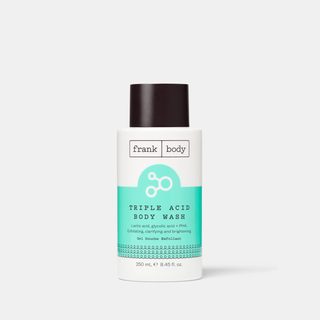 frank body
TRIPLE ACID
BODY WASH
Lactic acid, glycolic acid + PHA
Exfoliating, clarifying and brightening
Gel Douche Exfoliant
250 ml. ℮ 8.45 fl. oz.